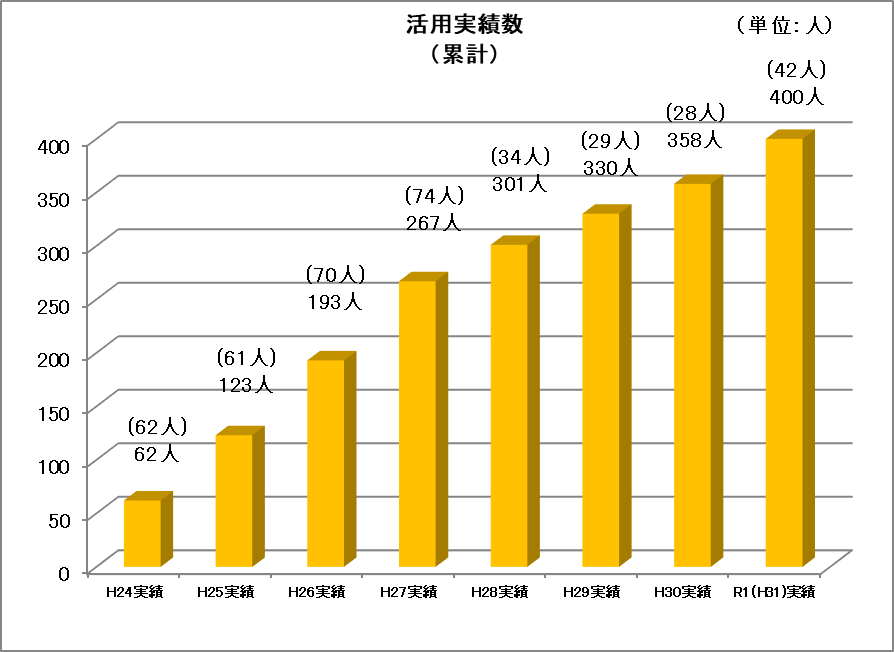 活用実績数
（累計）
（単位：人）
(42人)
400人
(28人)
358人
(29人)
330人
(34人)
301人
(74人)
267人
(70人)
193人
(61人)
123人
(62人)
62人
400
350
300
250
200
150
100
50
0
H24実績 H25実績 H26実績 H27実績 H28実績 H29実績 H30実績 R1(H31)実績